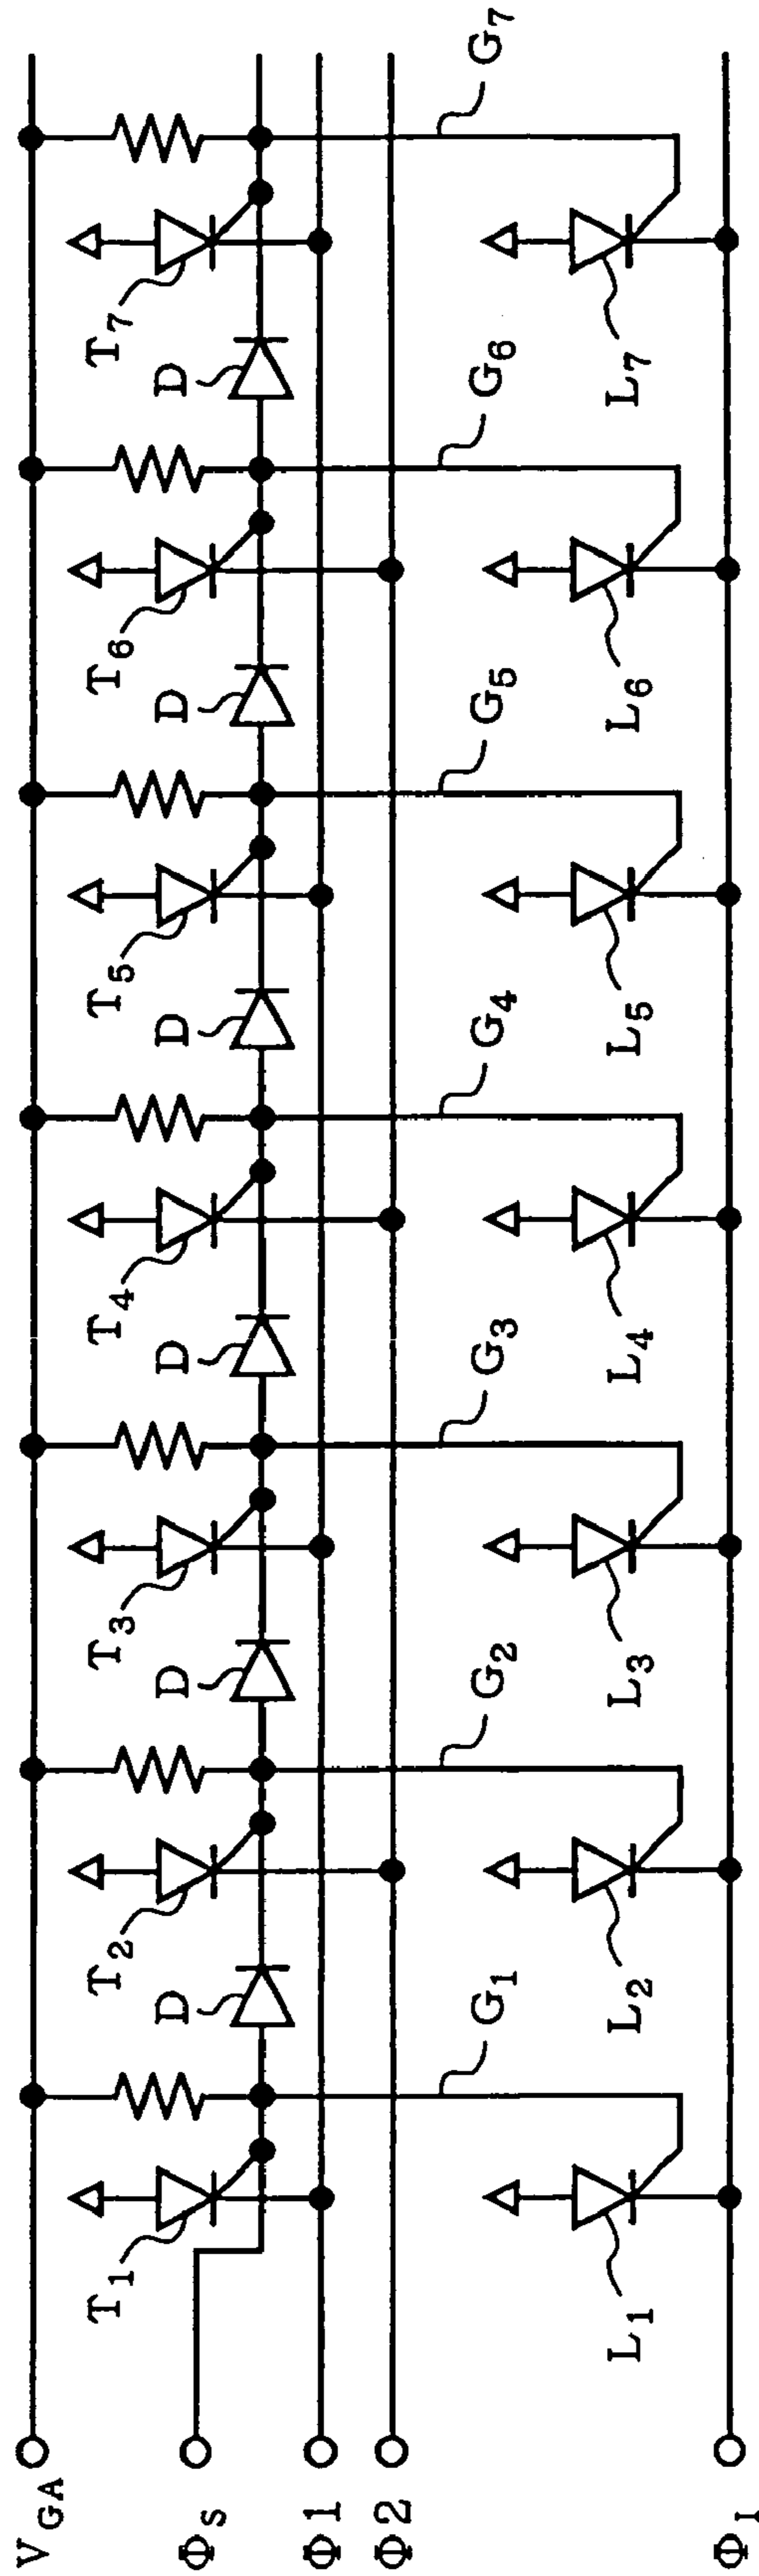 V_GA
Φ_S
Φ1
Φ2
Φ_I
T_1
T_2
T_3
T_4
T_5
T_6
T_7
D
D
D
D
D
D
G_1
G_2
G_3
G_4
G_5
G_6
G_7
L_1
L_2
L_3
L_4
L_5
L_6
L_7